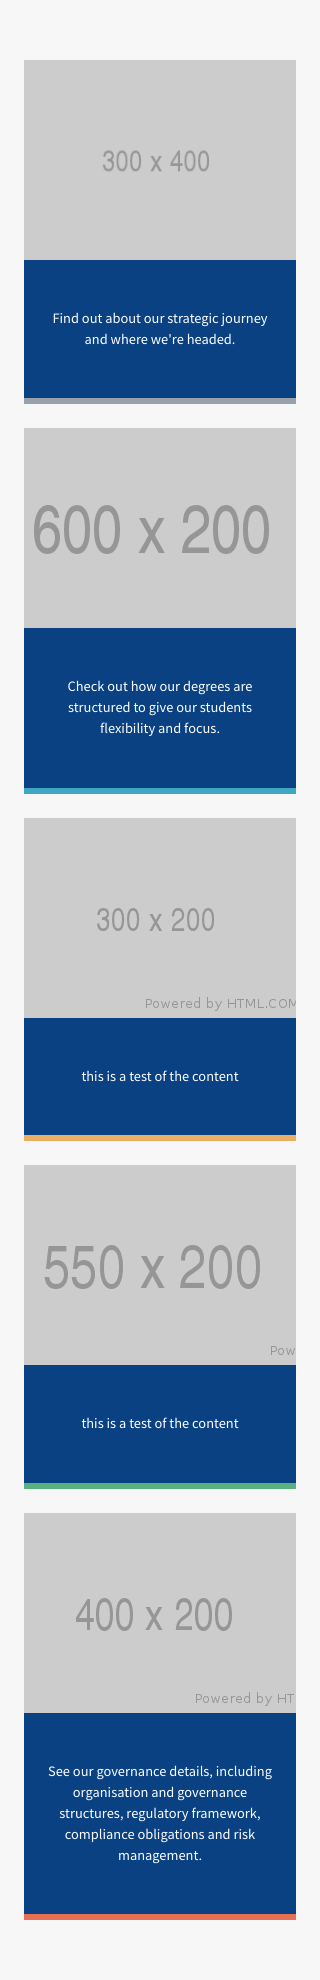 300 x 400
Find out about our strategic journey
and where we're headed.
600 x 200
Check out how our degrees are
structured to give our students
flexibility and focus.
300 x 200
Powered by HTML.COM
this is a test of the content
550 x 200
Pow
this is a test of the content
400 x 200
Powered by HT
See our governance details, including
organisation and governance
structures, regulatory framework,
compliance obligations and risk
management.